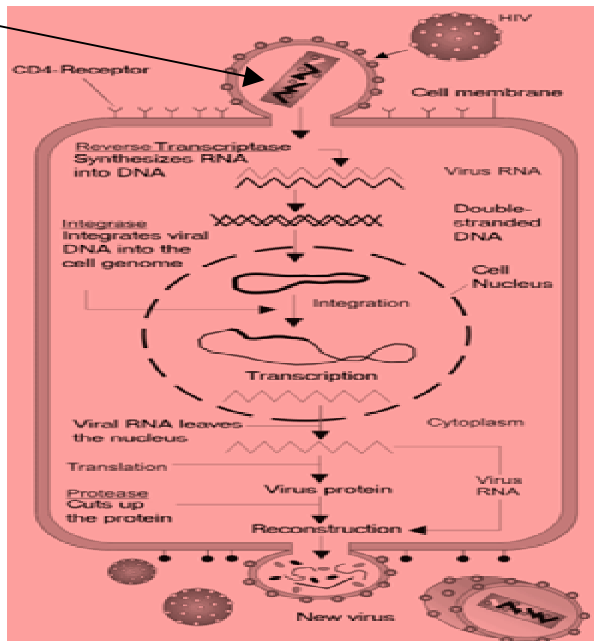 HIV
CD4-Receptor
Cell membrane
Reverse Transcriptase
Synthesizes RNA
into DNA
Virus RNA
Integrase
Integrates viral
DNA into the
cell genome
Double-
stranded
DNA
Cell
Nucleus
Integration
Transcription
Viral RNA leaves
the nucleus
Cytoplasm
Translation
Virus protein
Virus
RNA
Protease
Cuts up
the protein
Reconstruction
New virus